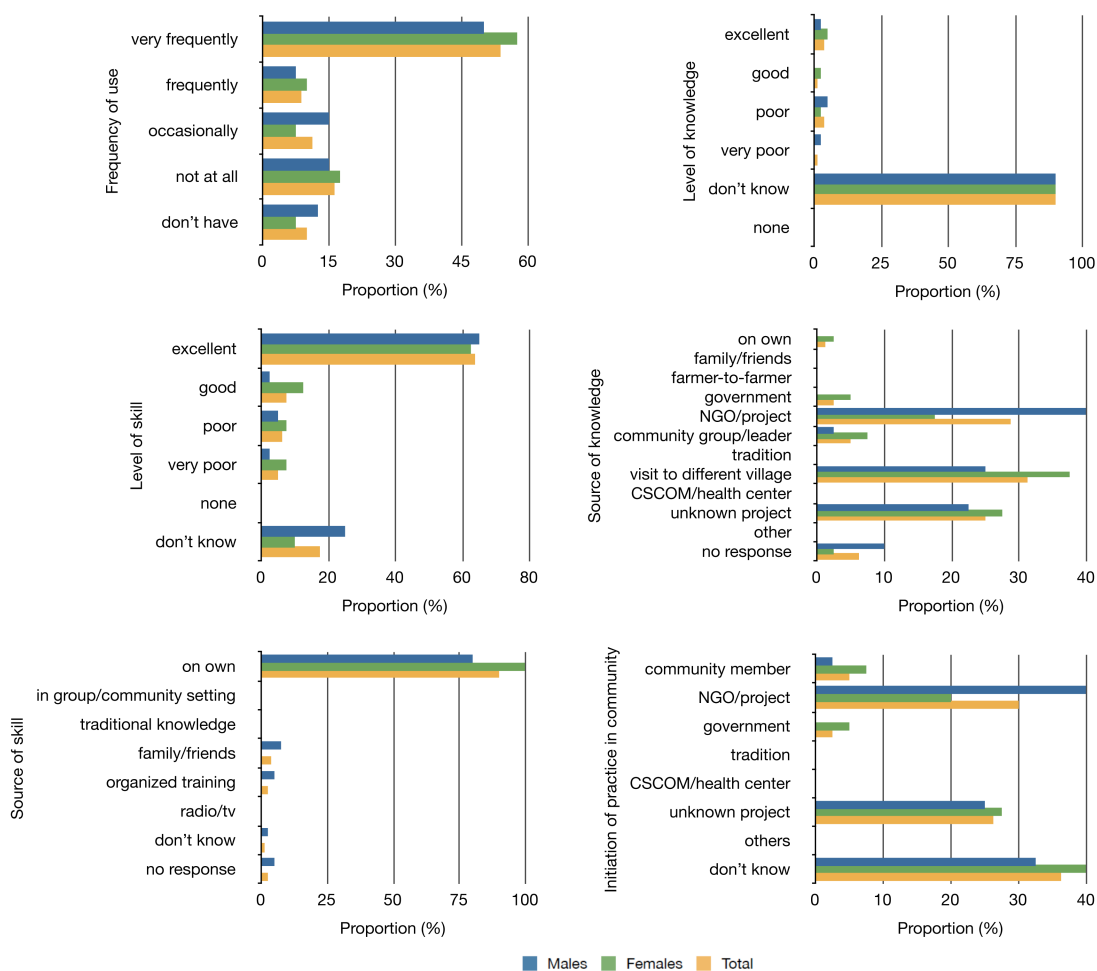 Frequency of use
very frequently
frequently
occasionally
not at all
don't have
0 15 30 45 60
Proportion (%)
Level of knowledge
excellent
good
poor
very poor
don't know
none
0 25 50 75 100
Proportion (%)
Level of skill
excellent
good
poor
very poor
none
don't know
0 20 40 60 80
Proportion (%)
Source of knowledge
on own
family/friends
farmer-to-farmer
government
NGO/project
community group/leader
tradition
visit to different village
CSCOM/health center
unknown project
other
no response
0 10 20 30 40
Proportion (%)
Source of skill
on own
in group/community setting
traditional knowledge
family/friends
organized training
radio/tv
don't know
no response
0 25 50 75 100
Proportion (%)
Initiation of practice in community
community member
NGO/project
government
tradition
CSCOM/health center
unknown project
others
don't know
0 10 20 30 40
Proportion (%)
Males Females Total